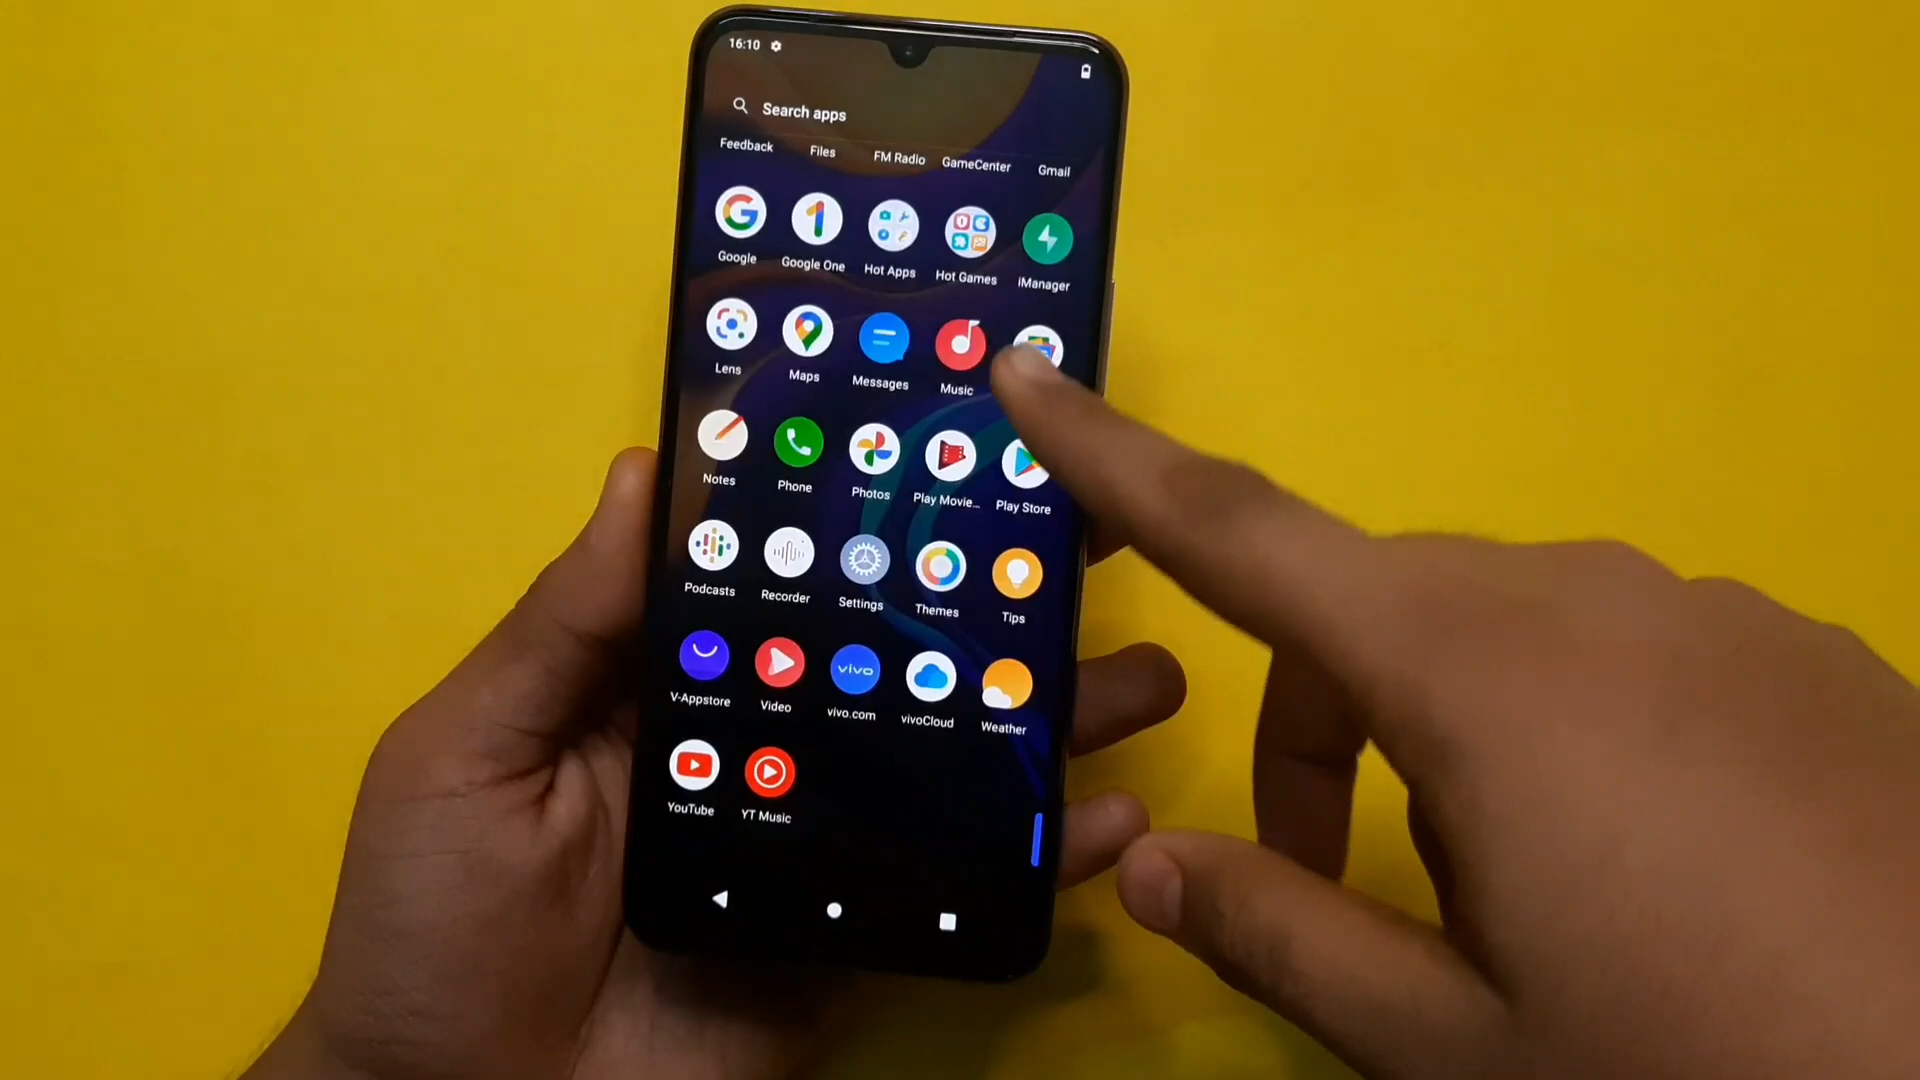 16:10
Search apps
Feedback Files FM Radio GameCenter Gmail
Google Google One Hot Apps Hot Games iManager
Lens Maps Messages Music
Notes Phone Photos Play Movie... Play Store
Podcasts Recorder Settings Themes Tips
vivo
V-Appstore Video vivo.com vivoCloud Weather
YouTube YT Music